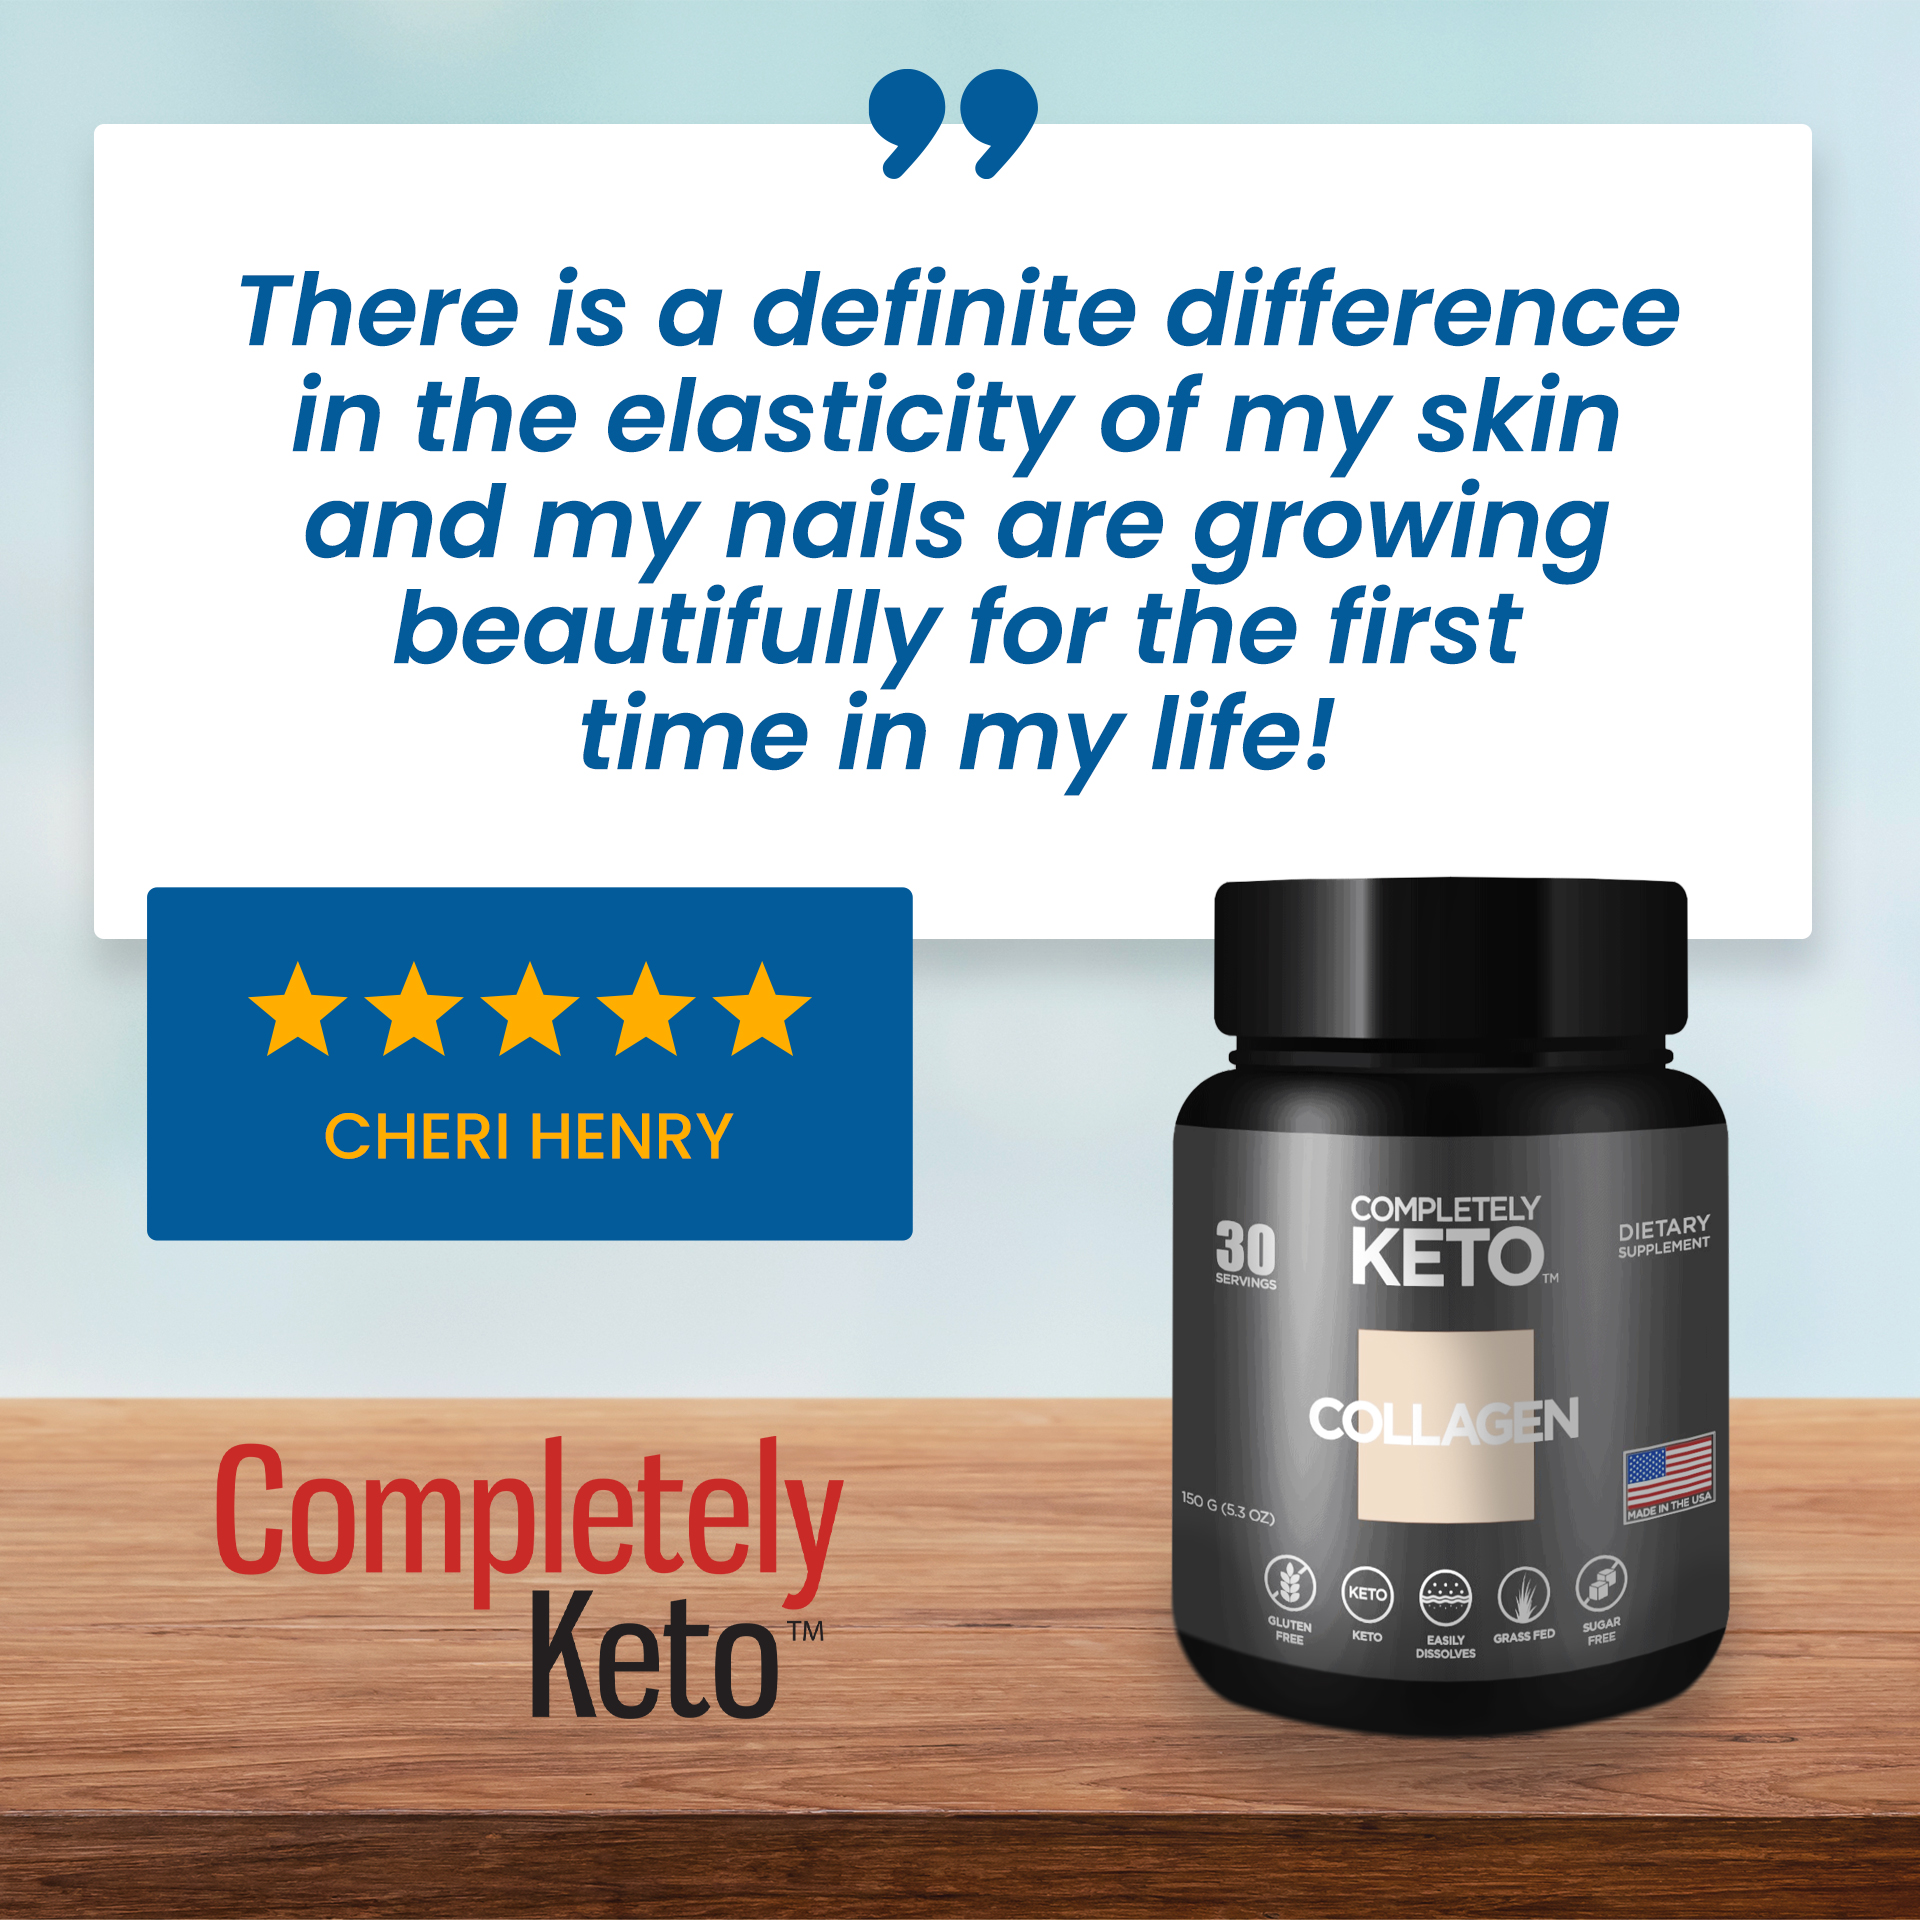 ”
There is a definite difference
in the elasticity of my skin
and my nails are growing
beautifully for the first
time in my life!
CHERI HENRY
Completely
Keto™
30
SERVINGS
COMPLETELY
KETO™
DIETARY
SUPPLEMENT
COLLAGEN
150 G (5.3 OZ)
MADE IN THE USA
GLUTEN
FREE
KETO
KETO
EASILY
DISSOLVES
GRASS FED
SUGAR
FREE